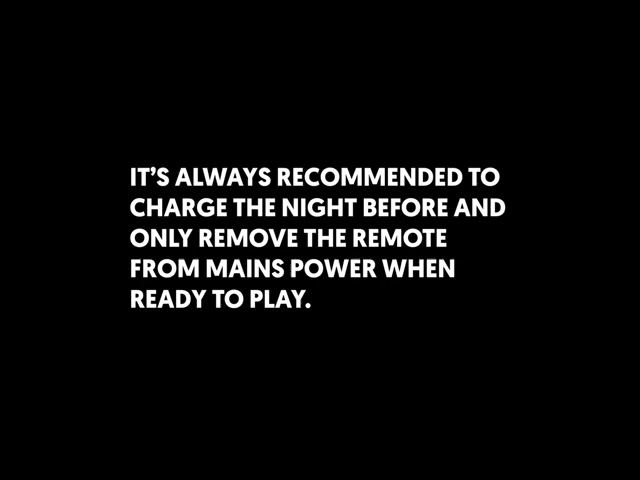 IT’S ALWAYS RECOMMENDED TO
CHARGE THE NIGHT BEFORE AND
ONLY REMOVE THE REMOTE
FROM MAINS POWER WHEN
READY TO PLAY.